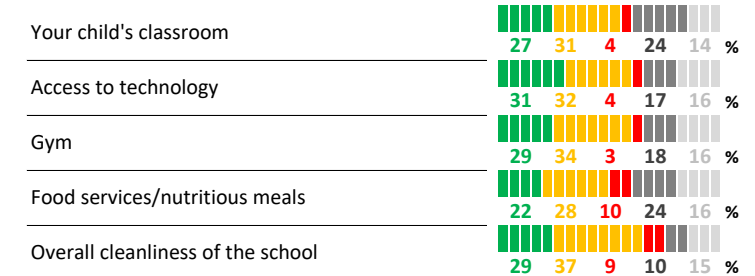 Your child's classroom
27 31 4 24 14 %
Access to technology
31 32 4 17 16 %
Gym
29 34 3 18 16 %
Food services/nutritious meals
22 28 10 24 16 %
Overall cleanliness of the school
29 37 9 10 15 %